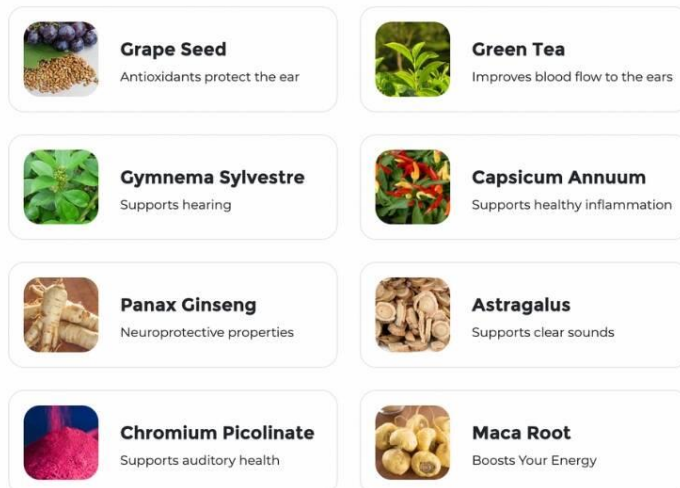 Grape Seed
Antioxidants protect the ear
Green Tea
Improves blood flow to the ears
Gymnema Sylvestre
Supports hearing
Capsicum Annuum
Supports healthy inflammation
Panax Ginseng
Neuroprotective properties
Astragalus
Supports clear sounds
Chromium Picolinate
Supports auditory health
Maca Root
Boosts Your Energy